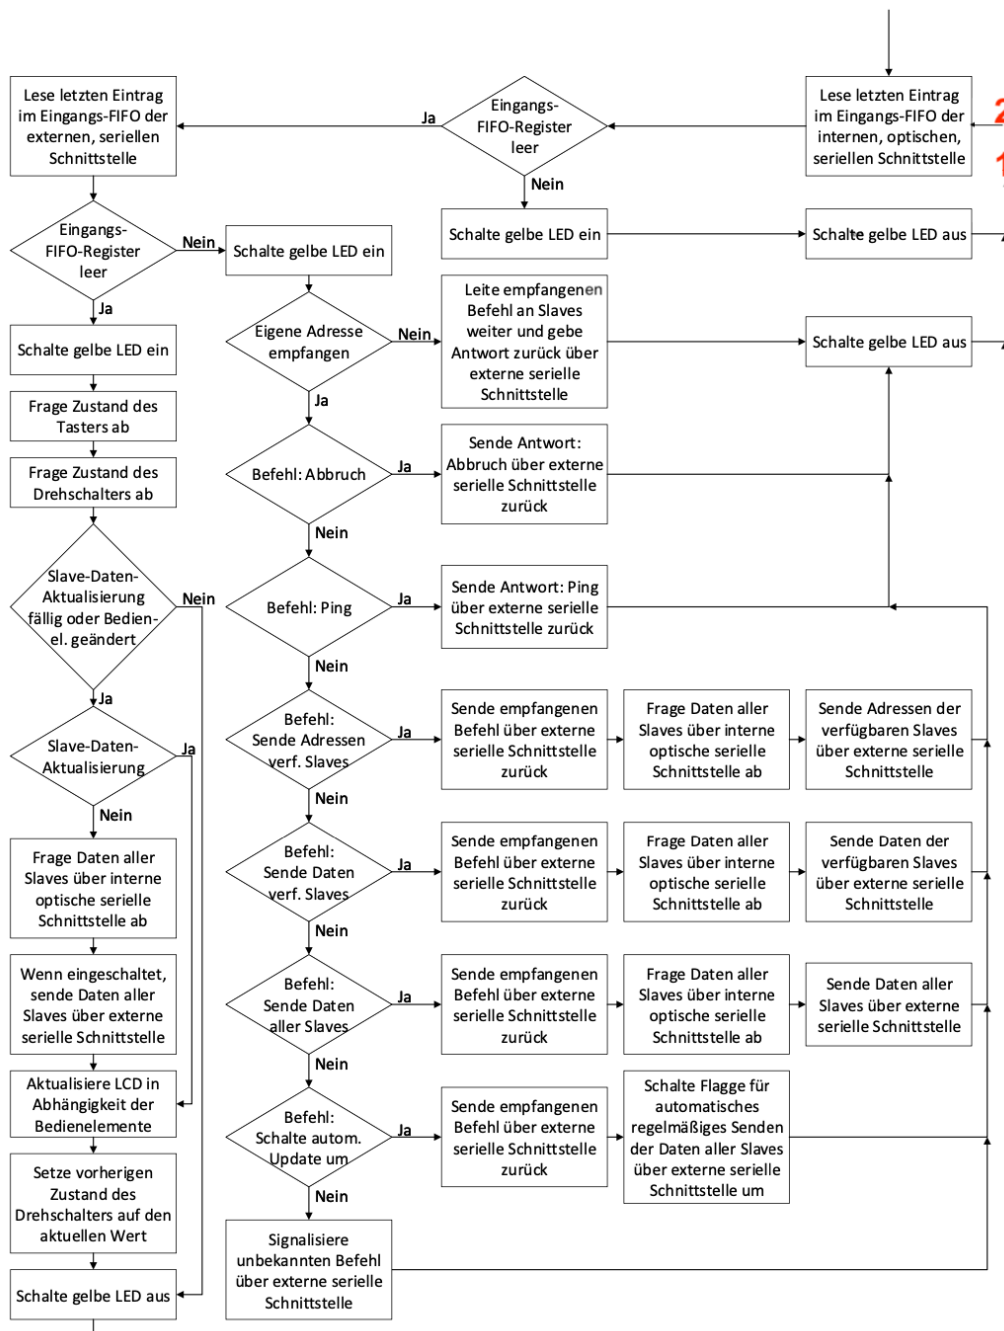 Lese letzten Eintrag
im Eingangs-FIFO der
externen, seriellen
Schnittstelle
Ja
Eingangs-
FIFO-Register
leer
Nein
Lese letzten Eintrag
im Eingangs-FIFO der
internen, optischen,
seriellen Schnittstelle
2
1
Eingangs-
FIFO-Register
leer
Nein
Ja
Schalte gelbe LED ein
Schalte gelbe LED ein
Schalte gelbe LED aus
Eigene Adresse
empfangen
Nein
Ja
Leite empfangenen
Befehl an Slaves
weiter und gebe
Antwort zurück über
externe serielle
Schnittstelle
Schalte gelbe LED aus
Schalte gelbe LED ein
Frage Zustand des
Tasters ab
Frage Zustand des
Drehschalters ab
Befehl: Abbruch
Ja
Nein
Sende Antwort:
Abbruch über externe
serielle Schnittstelle
zurück
Slave-Daten-
Aktualisierung
fällig oder Bedien-
el. geändert
Nein
Ja
Befehl: Ping
Ja
Nein
Sende Antwort: Ping
über externe serielle
Schnittstelle zurück
Slave-Daten-
Aktualisierung
Ja
Nein
Befehl:
Sende Adressen
verf. Slaves
Ja
Nein
Sende empfangenen
Befehl über externe
serielle Schnittstelle
zurück
Frage Daten aller
Slaves über interne
optische serielle
Schnittstelle ab
Sende Adressen der
verfügbaren Slaves
über externe serielle
Schnittstelle
Frage Daten aller
Slaves über interne
optische serielle
Schnittstelle ab
Befehl:
Sende Daten
verf. Slaves
Ja
Nein
Sende empfangenen
Befehl über externe
serielle Schnittstelle
zurück
Frage Daten aller
Slaves über interne
optische serielle
Schnittstelle ab
Sende Daten der
verfügbaren Slaves
über externe serielle
Schnittstelle
Wenn eingeschaltet,
sende Daten aller
Slaves über externe
serielle Schnittstelle
Befehl:
Sende Daten
aller Slaves
Ja
Nein
Sende empfangenen
Befehl über externe
serielle Schnittstelle
zurück
Frage Daten aller
Slaves über interne
optische serielle
Schnittstelle ab
Sende Daten aller
Slaves über externe
serielle Schnittstelle
Aktualisiere LCD in
Abhängigkeit der
Bedienelemente
Befehl:
Schalte autom.
Update um
Ja
Nein
Sende empfangenen
Befehl über externe
serielle Schnittstelle
zurück
Schalte Flagge für
automatisches
regelmäßiges Senden
der Daten aller Slaves
über externe serielle
Schnittstelle um
Setze vorherigen
Zustand des
Drehschalters auf den
aktuellen Wert
Signalisiere
unbekannten Befehl
über externe serielle
Schnittstelle
Schalte gelbe LED aus